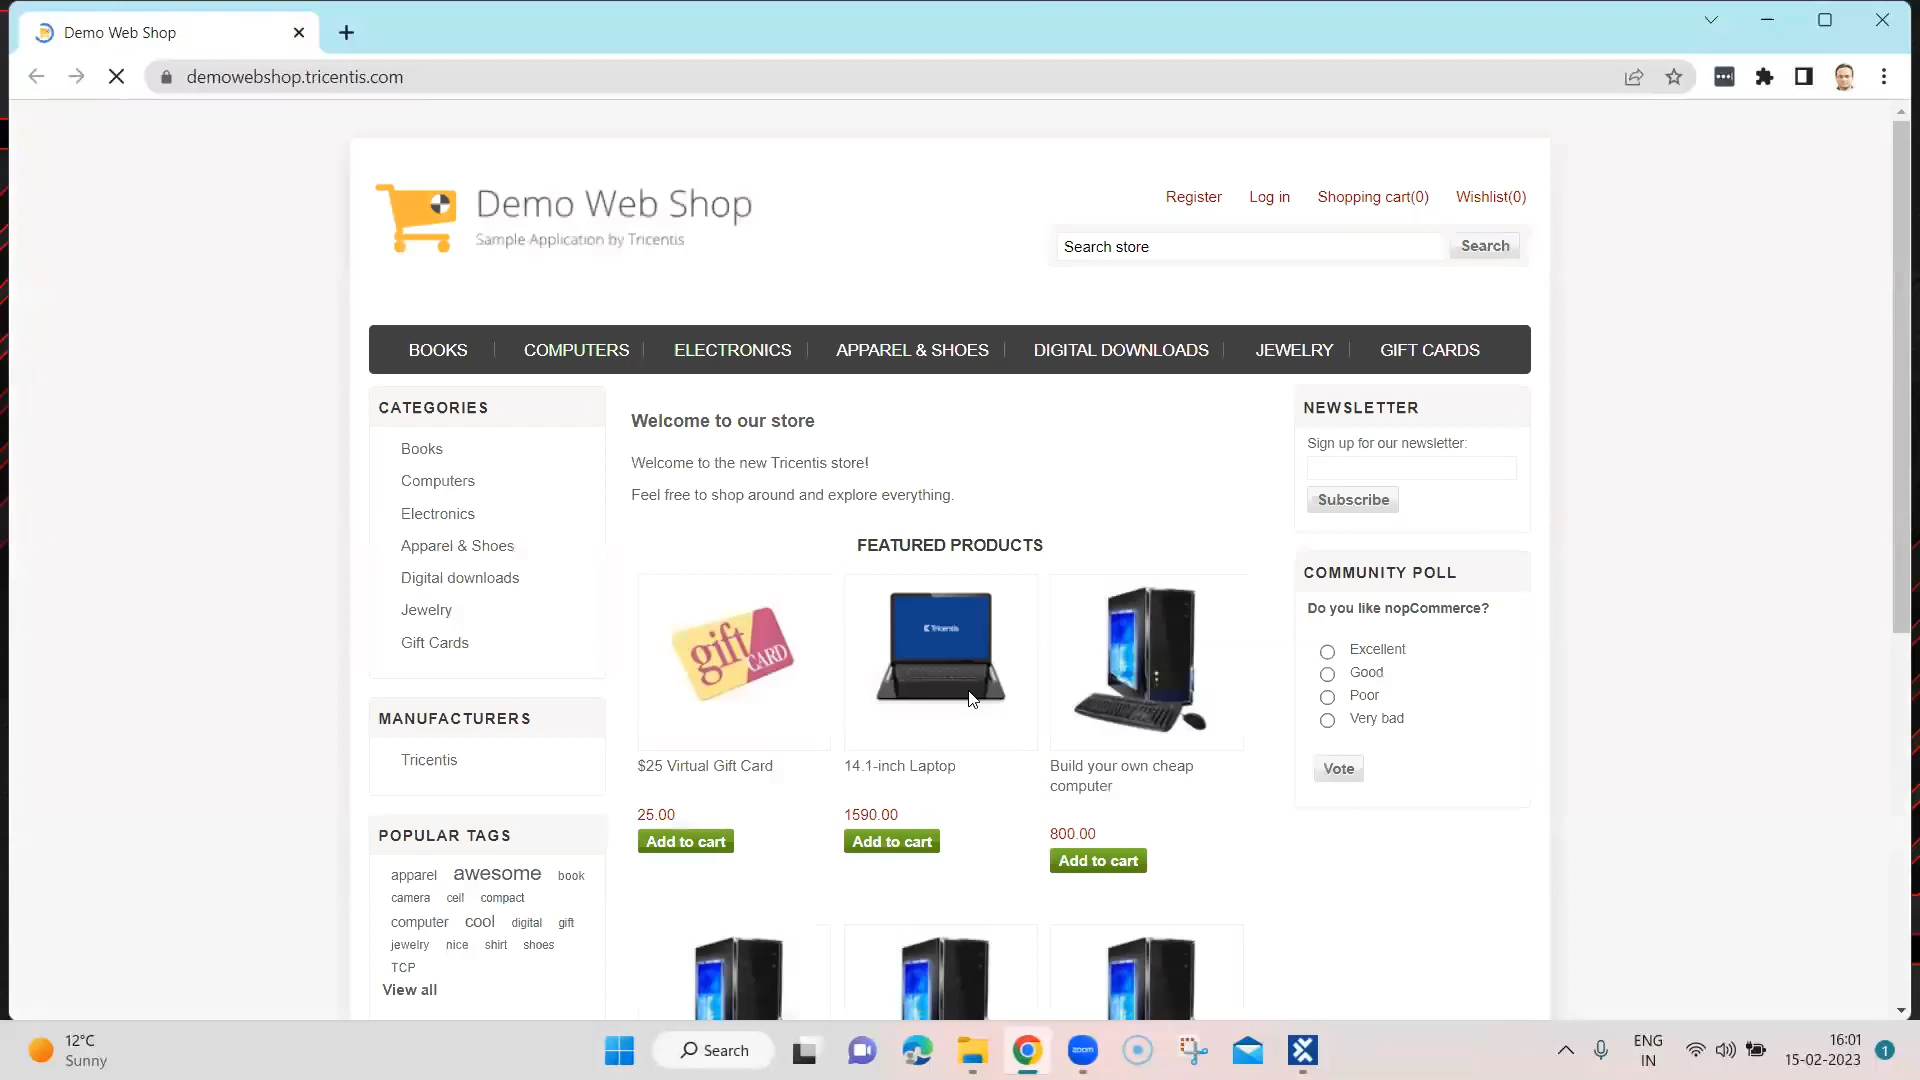 Demo Web Shop
demowebshop.tricentis.com
Demo Web Shop
Sample Application by Tricentis
Register Log in Shopping cart(0) Wishlist(0)
Search store Search
BOOKS COMPUTERS ELECTRONICS APPAREL & SHOES DIGITAL DOWNLOADS JEWELRY GIFT CARDS
CATEGORIES
Books
Computers
Electronics
Apparel & Shoes
Digital downloads
Jewelry
Gift Cards
MANUFACTURERS
Tricentis
POPULAR TAGS
apparel awesome book
camera cell compact
computer cool digital gift
jewelry nice shirt shoes
TCP
View all
Welcome to our store
Welcome to the new Tricentis store!
Feel free to shop around and explore everything.
FEATURED PRODUCTS
gift CARD
Tricentis
$25 Virtual Gift Card
25.00
Add to cart
14.1-inch Laptop
1590.00
Add to cart
Build your own cheap
computer
800.00
Add to cart
NEWSLETTER
Sign up for our newsletter:
Subscribe
COMMUNITY POLL
Do you like nopCommerce?
Excellent
Good
Poor
Very bad
Vote
12°C
Sunny
Search
zoom
ENG
IN
16:01
15-02-2023
1